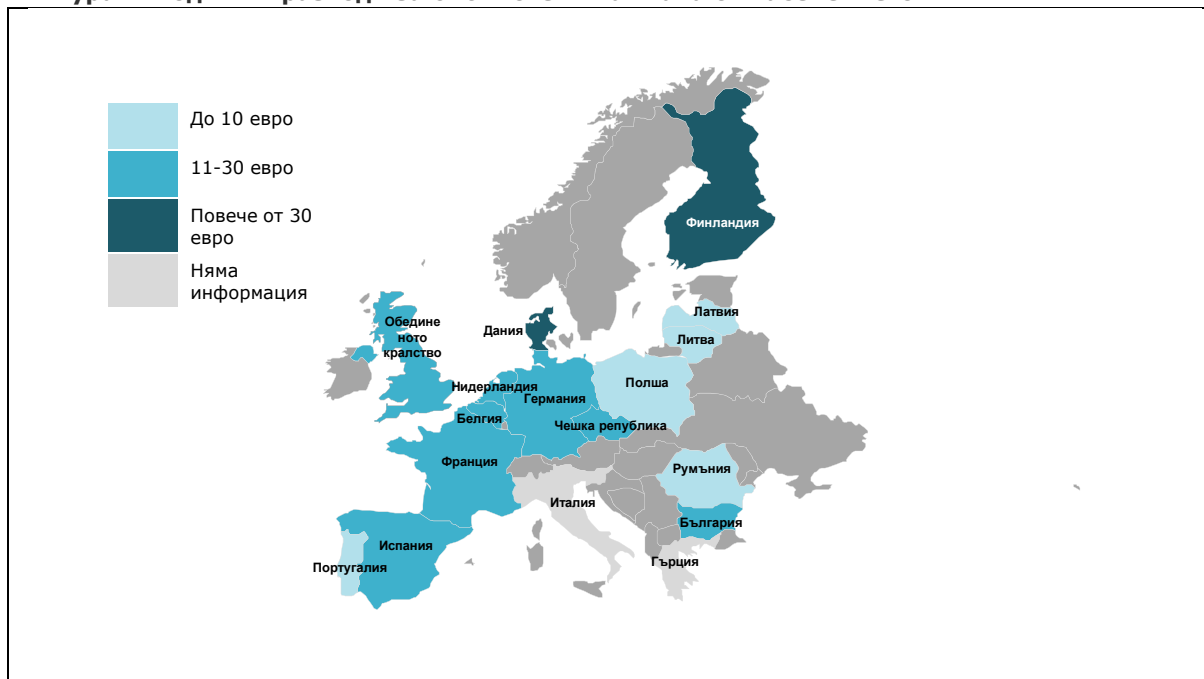 До 10 евро
11-30 евро
Повече от 30
евро
Няма
информация
Финландия
Латвия
Литва
Дания
Обедине
ното
кралство
Полша
Нидерландия
Германия
Белгия
Чешка република
Франция
Румъния
Италия
България
Испания
Гърция
Португалия